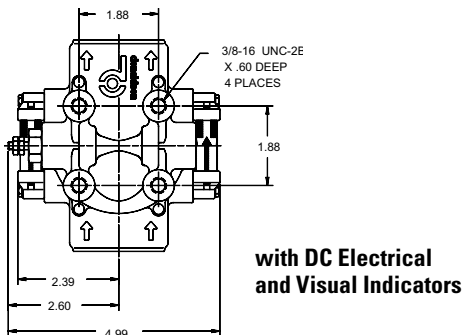 1.88
3/8-16 UNC-2B
X .60 DEEP
4 PLACES
Donaldson
1.88
2.39
2.60
4.99
with DC Electrical
and Visual Indicators